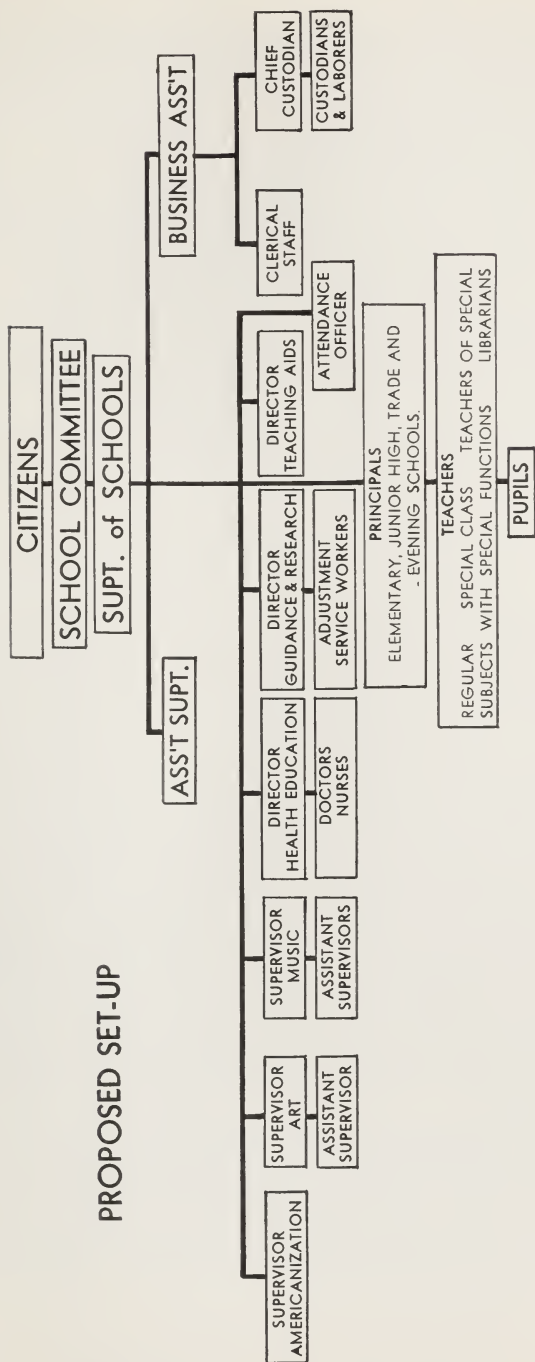 PROPOSED SET-UP
CITIZENS
SCHOOL COMMITTEE
SUPT. of SCHOOLS
ASS'T SUPT.
BUSINESS ASS'T
SUPERVISOR
AMERICANIZATION
SUPERVISOR
ART
ASSISTANT
SUPERVISOR
SUPERVISOR
MUSIC
ASSISTANT
SUPERVISORS
DIRECTOR
HEALTH EDUCATION
DOCTORS
NURSES
DIRECTOR
GUIDANCE & RESEARCH
ADJUSTMENT
SERVICE WORKERS
DIRECTOR
TEACHING AIDS
ATTENDANCE
OFFICER
CLERICAL
STAFF
CHIEF
CUSTODIAN
CUSTODIANS
& LABORERS
PRINCIPALS
ELEMENTARY, JUNIOR HIGH, TRADE AND
- EVENING SCHOOLS.
TEACHERS
REGULAR SPECIAL CLASS TEACHERS OF SPECIAL
SUBJECTS WITH SPECIAL FUNCTIONS LIBRARIANS
PUPILS